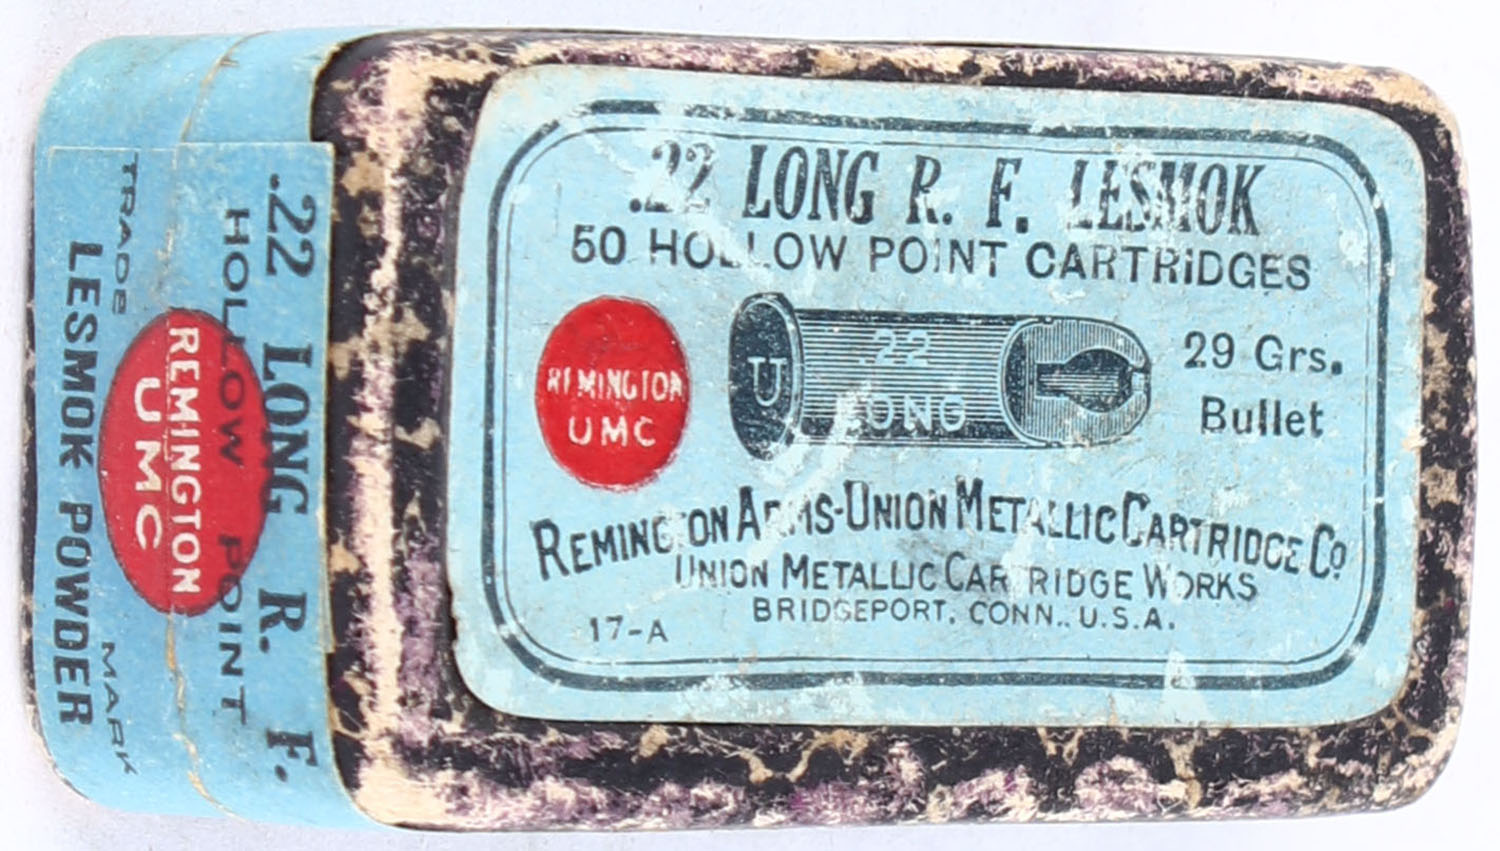 .22 LONG R. F. LESMOK
50 HOLLOW POINT CARTRIDGES
REMINGTON
UMC
U
.22
LONG
29 Grs.
Bullet
REMINGTON ARMS-UNION METALLIC CARTRIDGE CO.
UNION METALLIC CARTRIDGE WORKS
BRIDGEPORT, CONN., U.S.A.
17-A
.22 LONG R. F.
HOLLOW POINT
REMINGTON
UMC
TRADE MARK
LESMOK POWDER